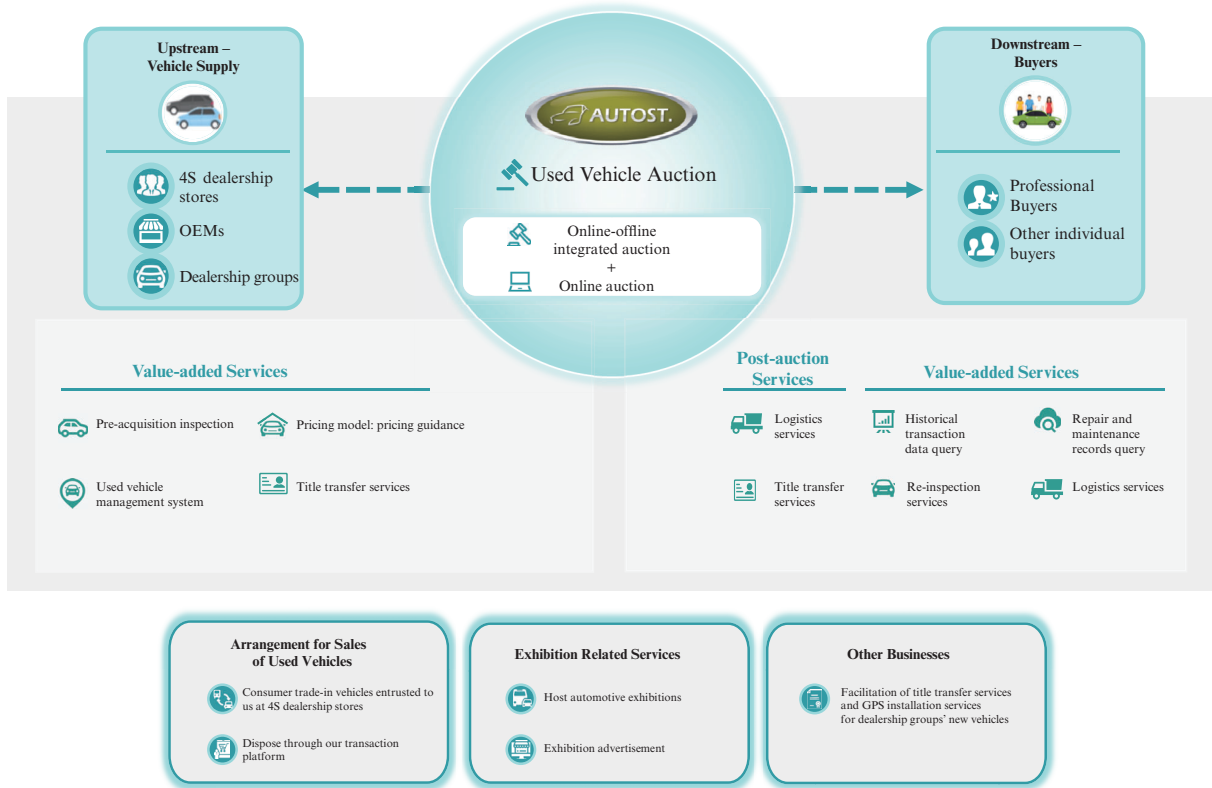 Upstream –
Vehicle Supply
4S dealership
stores
OEMs
Dealership groups
AUTOST.
Used Vehicle Auction
Online-offline
integrated auction
+
Online auction
Downstream –
Buyers
Professional
Buyers
Other individual
buyers
Value-added Services
Pre-acquisition inspection
Pricing model: pricing guidance
Used vehicle
management system
Title transfer services
Post-auction
Services
Logistics
services
Title transfer
services
Value-added Services
Historical
transaction
data query
Repair and
maintenance
records query
Re-inspection
services
Logistics services
Arrangement for Sales
of Used Vehicles
Consumer trade-in vehicles entrusted to
us at 4S dealership stores
Dispose through our transaction
platform
Exhibition Related Services
Host automotive exhibitions
Exhibition advertisement
Other Businesses
Facilitation of title transfer services
and GPS installation services
for dealership groups’ new vehicles